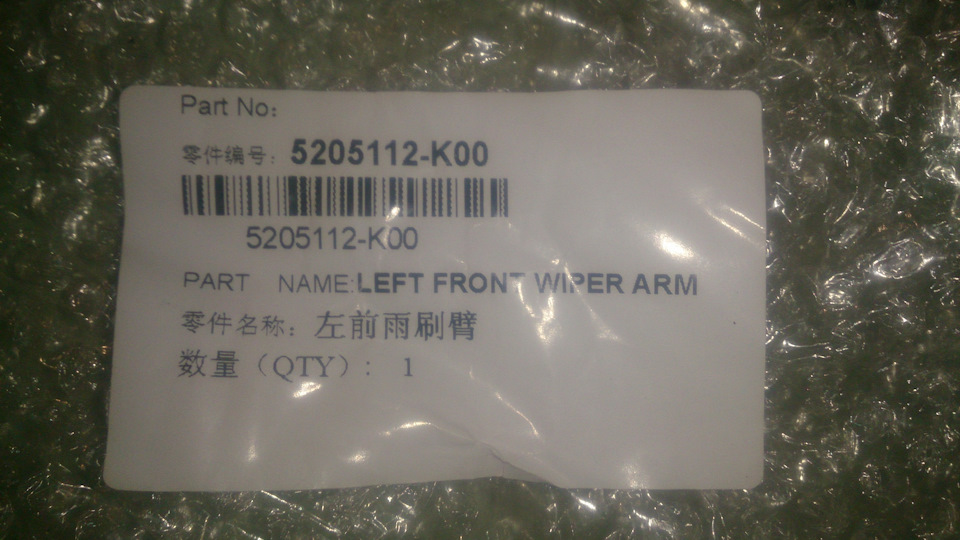 Part No：
零件编号：5205112-K00
5205112-K00
PART NAME:LEFT FRONT WIPER ARM
零件名称：左前雨刷臂
数量（QTY）： 1